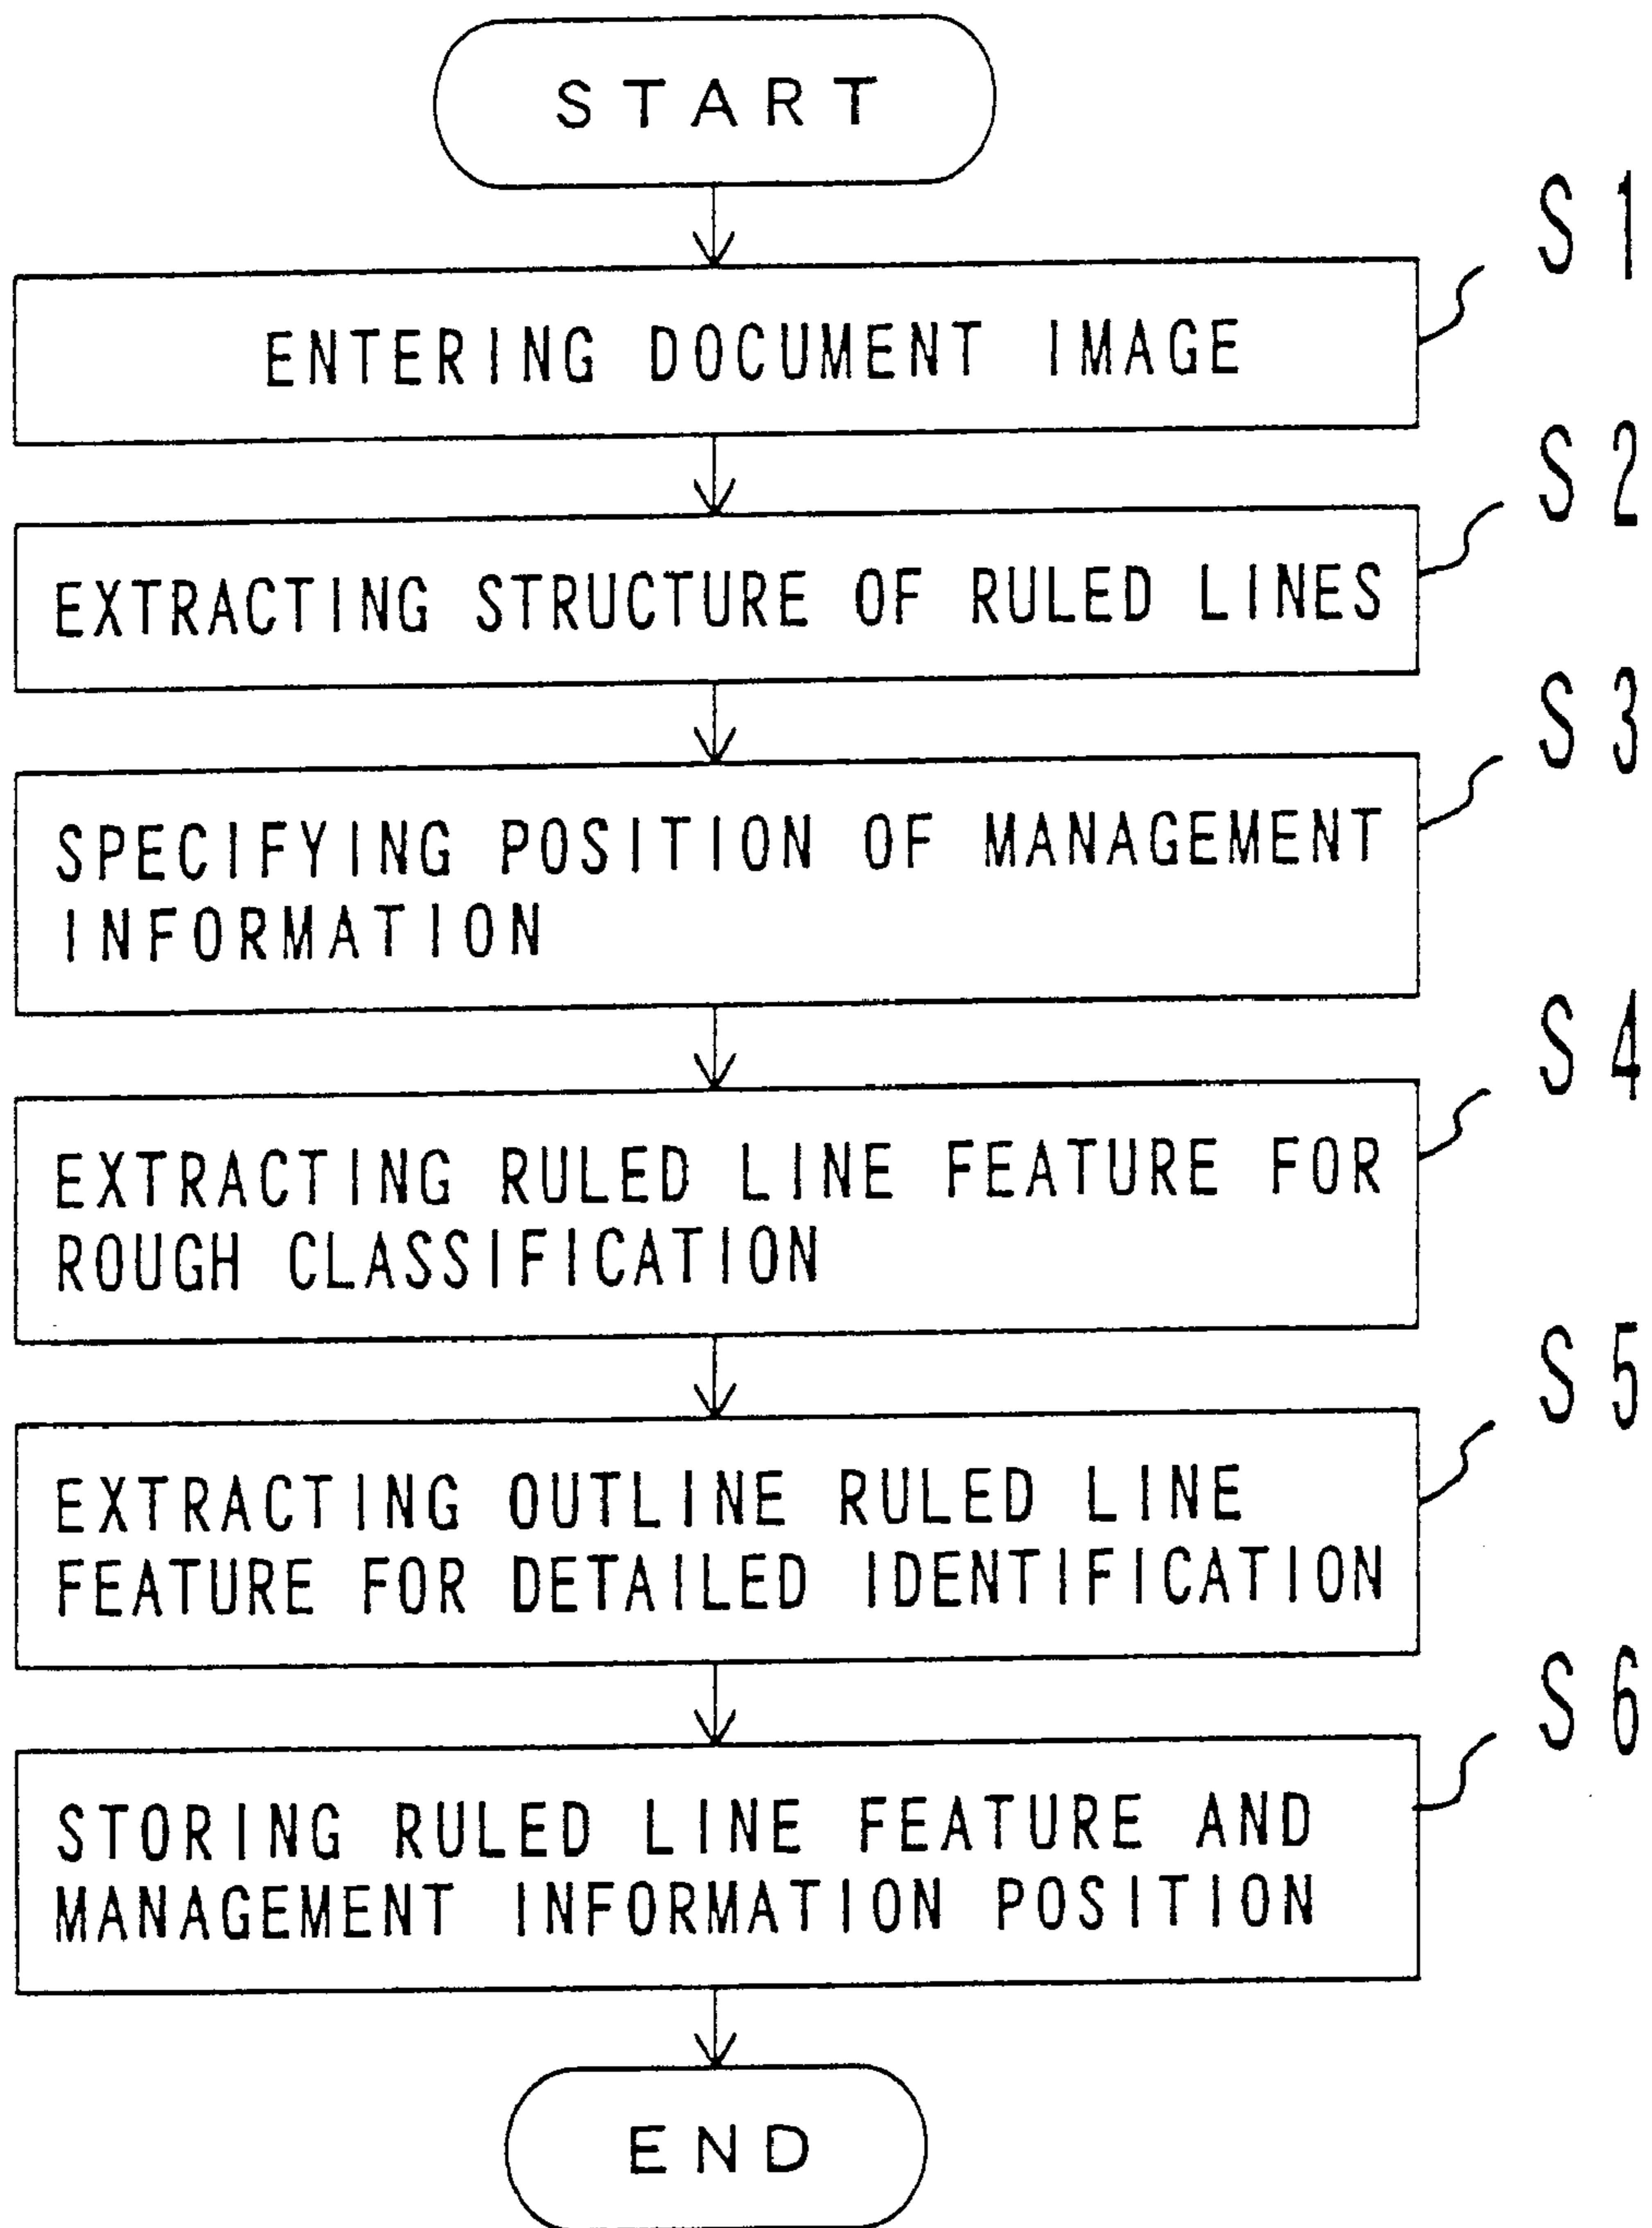 START
S1
ENTERING DOCUMENT IMAGE
S2
EXTRACTING STRUCTURE OF RULED LINES
S3
SPECIFYING POSITION OF MANAGEMENT
INFORMATION
S4
EXTRACTING RULED LINE FEATURE FOR
ROUGH CLASSIFICATION
S5
EXTRACTING OUTLINE RULED LINE
FEATURE FOR DETAILED IDENTIFICATION
S6
STORING RULED LINE FEATURE AND
MANAGEMENT INFORMATION POSITION
END